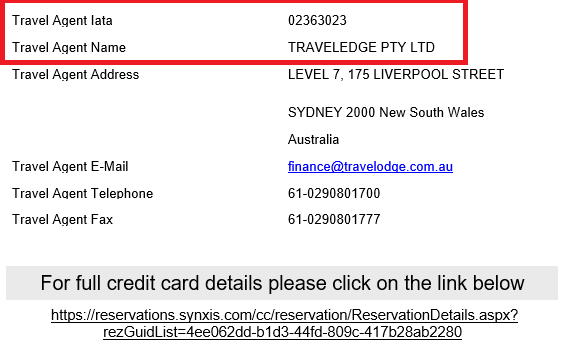 Travel Agent Iata 02363023
Travel Agent Name TRAVELEDGE PTY LTD
Travel Agent Address LEVEL 7, 175 LIVERPOOL STREET
SYDNEY 2000 New South Wales
Australia
Travel Agent E-Mail finance@travelodge.com.au
Travel Agent Telephone 61-0290801700
Travel Agent Fax 61-0290801777
For full credit card details please click on the link below
https://reservations.synxis.com/cc/reservation/ReservationDetails.aspx?
rezGuidList=4ee062dd-b1d3-44fd-809c-417b28ab2280